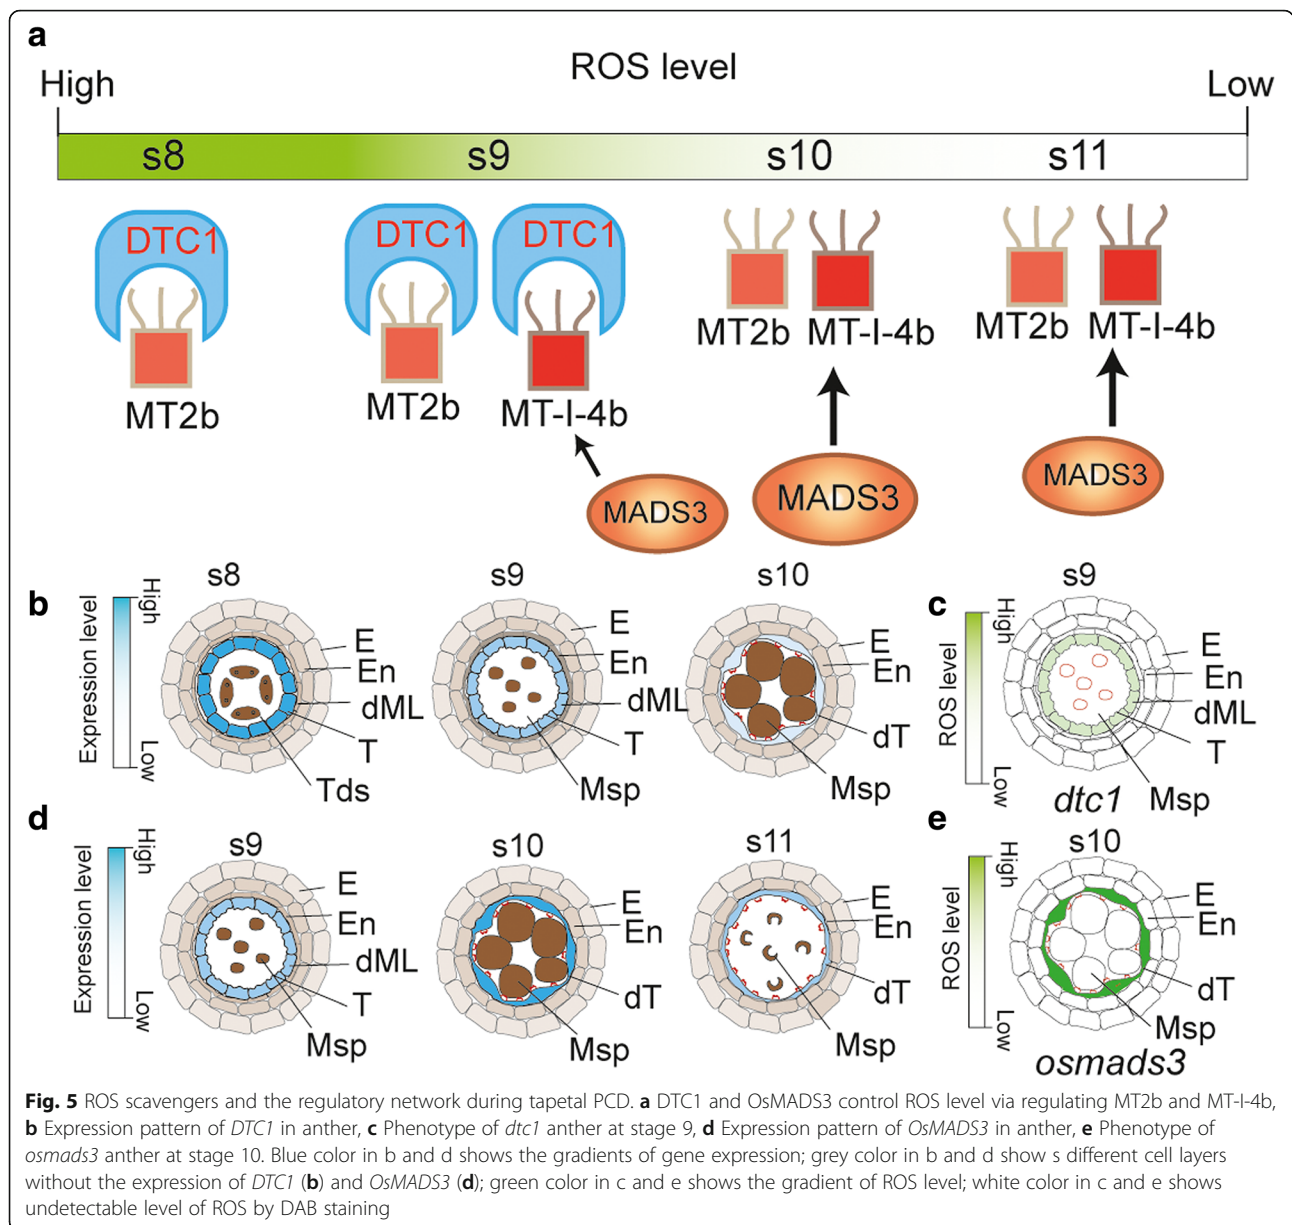 a
ROS level
High
Low
s8
s9
s10
s11
DTC1
DTC1
DTC1
MT2b
MT2b
MT-I-4b
MT2b
MT-I-4b
MT2b
MT-I-4b
MADS3
MADS3
MADS3
b
Expression level
High
Low
s8
E
En
dML
T
Tds
s9
E
En
dML
T
Msp
s10
E
En
dT
Msp
c
ROS level
High
Low
s9
E
En
dML
T
Msp
dtc1
d
Expression level
High
Low
s9
E
En
dML
T
Msp
s10
E
En
dT
Msp
s11
E
En
dT
Msp
e
ROS level
High
Low
s10
E
En
dT
Msp
osmads3
Fig. 5 ROS scavengers and the regulatory network during tapetal PCD. a DTC1 and OsMADS3 control ROS level via regulating MT2b and MT-I-4b,
b Expression pattern of DTC1 in anther, c Phenotype of dtc1 anther at stage 9, d Expression pattern of OsMADS3 in anther, e Phenotype of
osmads3 anther at stage 10. Blue color in b and d shows the gradients of gene expression; grey color in b and d show s different cell layers
without the expression of DTC1 (b) and OsMADS3 (d); green color in c and e shows the gradient of ROS level; white color in c and e shows
undetectable level of ROS by DAB staining